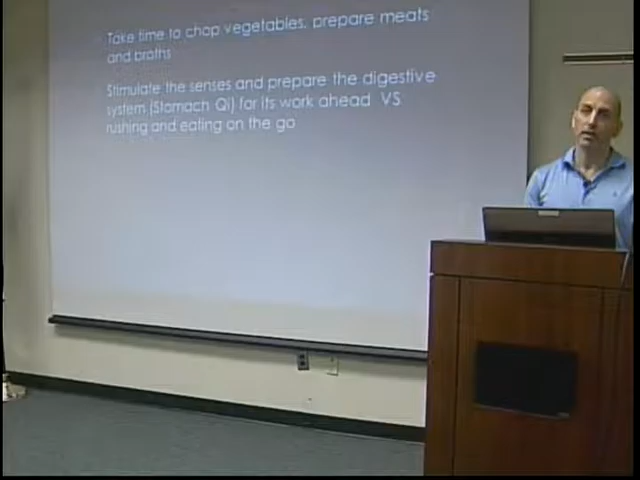 Take time to chop vegetables, prepare meats
and broths
Stimulate the senses and prepare the digestive
system (Stomach Qi) for its work ahead VS
rushing and eating on the go